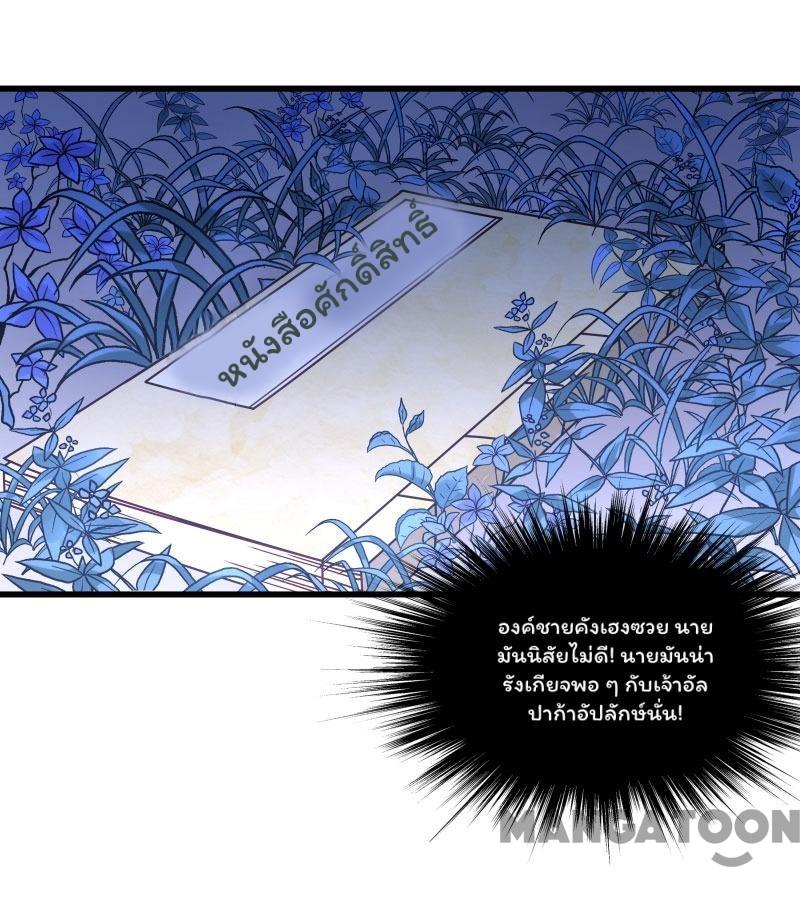 หนังสือศักดิ์สิทธิ์
องค์ชายคังเฮงซวย นาย
มันนิสัยไม่ดี! นายมันน่า
รังเกียจพอ ๆ กับเจ้าอัล
ปาก้าอัปลักษ์นั่น!
MANGATOON